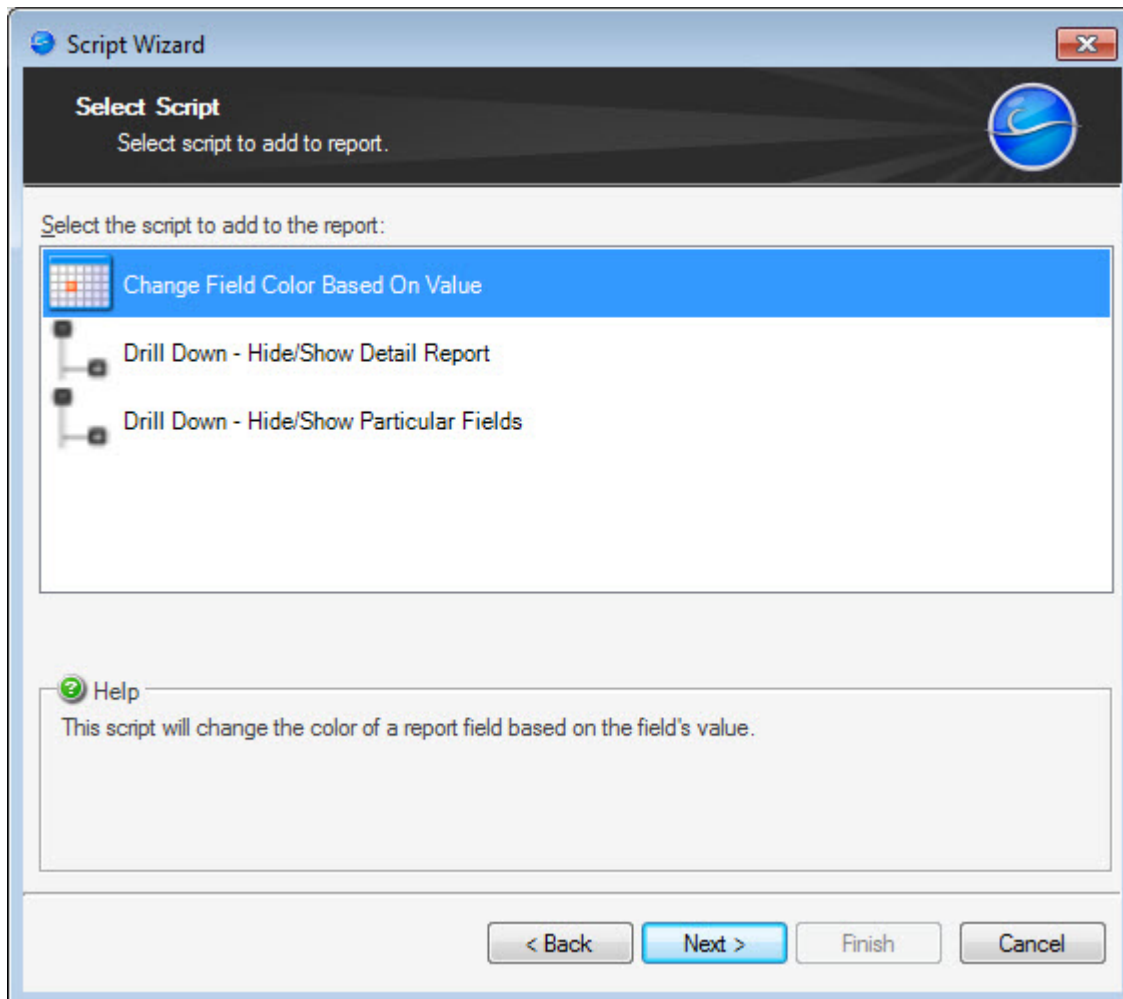 Script Wizard
Select Script
Select script to add to report.
Select the script to add to the report:
Change Field Color Based On Value
Drill Down - Hide/Show Detail Report
Drill Down - Hide/Show Particular Fields
Help
This script will change the color of a report field based on the field's value.
< Back
Next >
Finish
Cancel